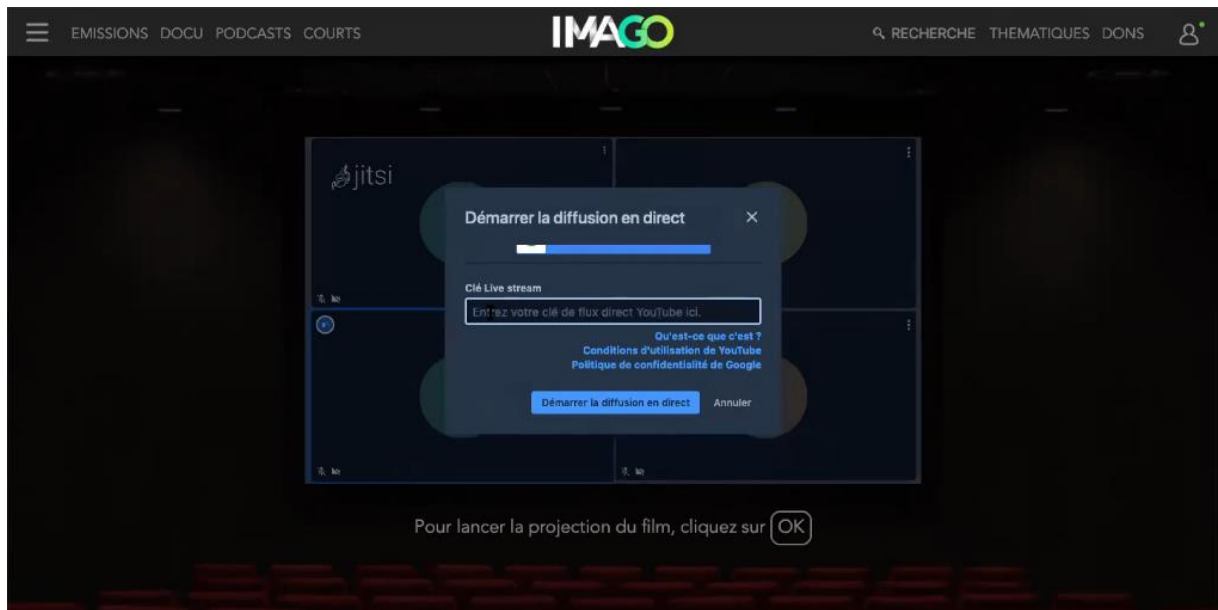 EMISSIONS DOCU PODCASTS COURTS
IMAGO
RECHERCHE THEMATIQUES DONS
jitsi
Démarrer la diffusion en direct
Clé Live stream
Entrez votre clé de flux direct YouTube ici.
Qu'est-ce que c'est ?
Conditions d'utilisation de YouTube
Politique de confidentialité de Google
Démarrer la diffusion en direct Annuler
Pour lancer la projection du film, cliquez sur OK